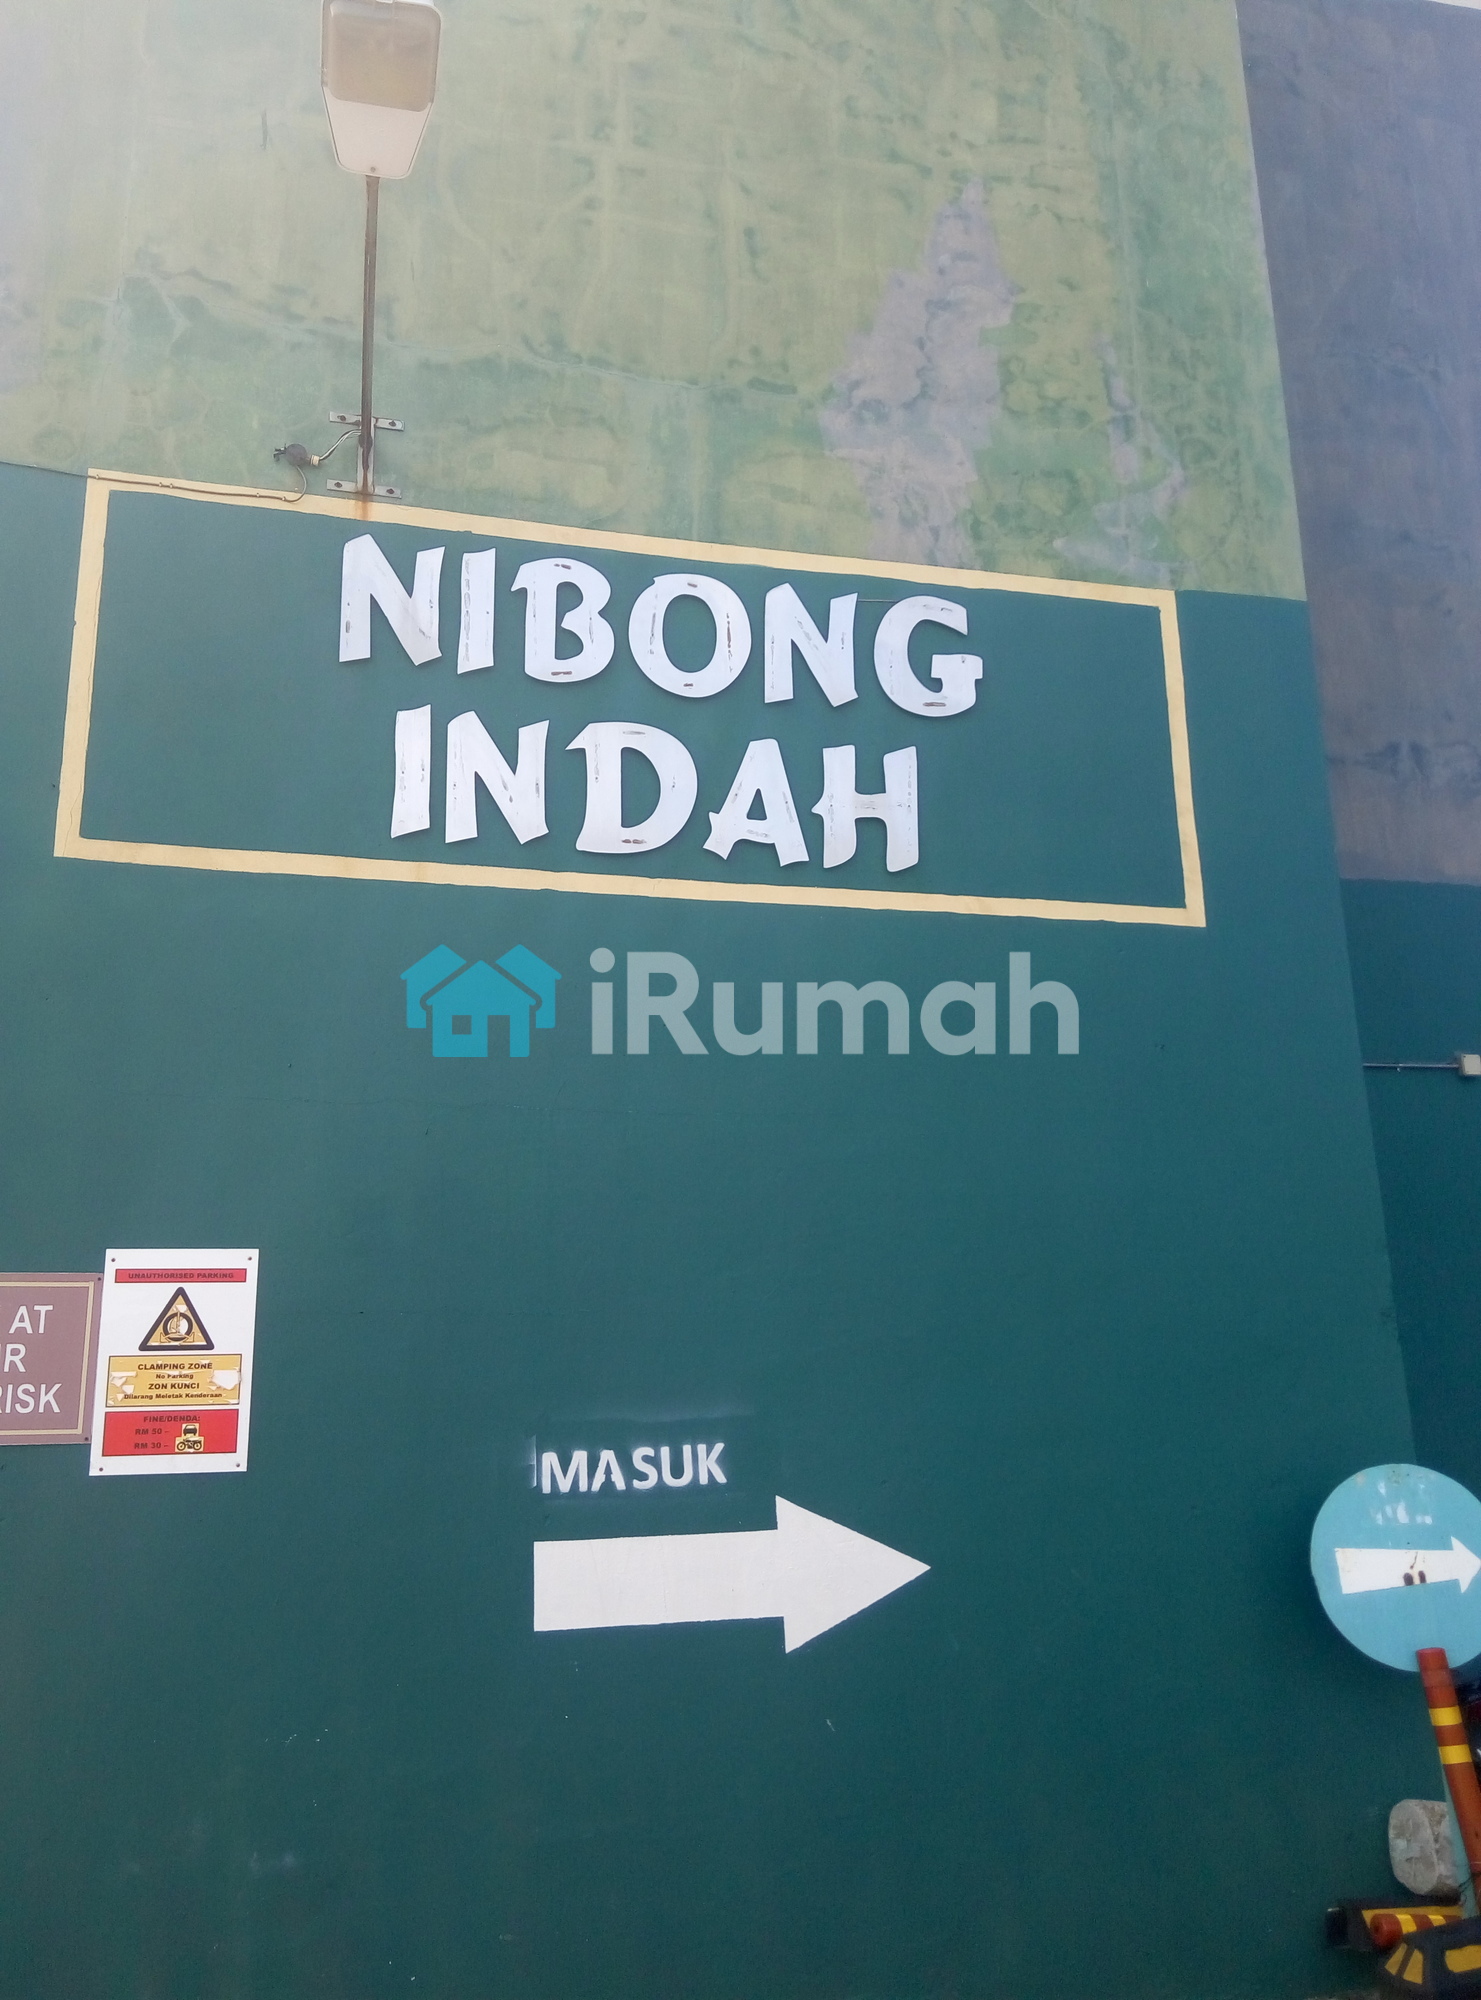 NIBONG
INDAH
iRumah
AT
RISK
UNAUTHORISED PARKING
CLAMPING ZONE
No Parking
ZON KUNCI
Dilarang Meletak Kenderaan
FINE/DENDA:
RM 50 –
RM 30 –
MASUK